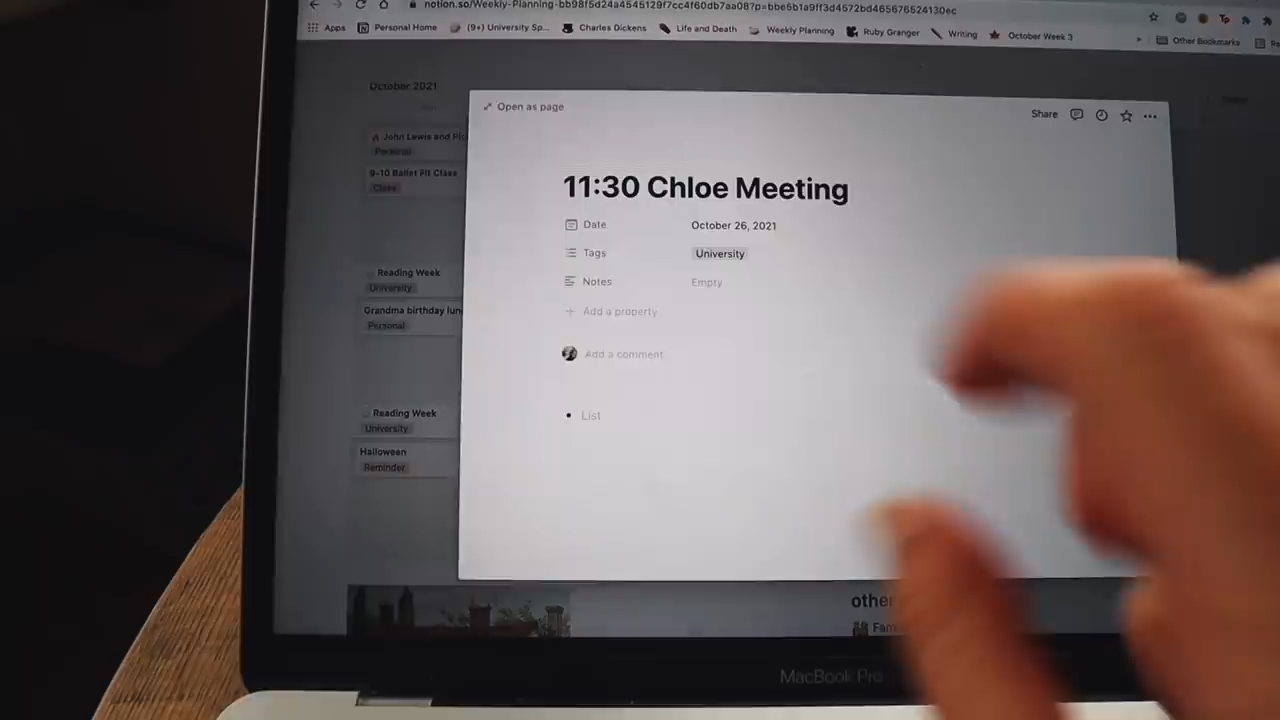 notion.so/Weekly-Planning-bb98f5d24a4545129f7cc4f60db7aa08?p=bbe5b1a9ff3d4572bd465676524130ec
Apps Personal Home (9+) University Sp... Charles Dickens Life and Death Weekly Planning Ruby Granger Writing October Week 3 » Other Bookmarks
October 2021
Open as page
Share
John Lewis and Pic
Personal
9-10 Ballet Fit Class
Class
11:30 Chloe Meeting
Date October 26, 2021
Tags University
Notes Empty
Add a property
Add a comment
List
Reading Week
University
Grandma birthday lun
Personal
Reading Week
University
Halloween
Reminder
other
Fam
MacBook Pro